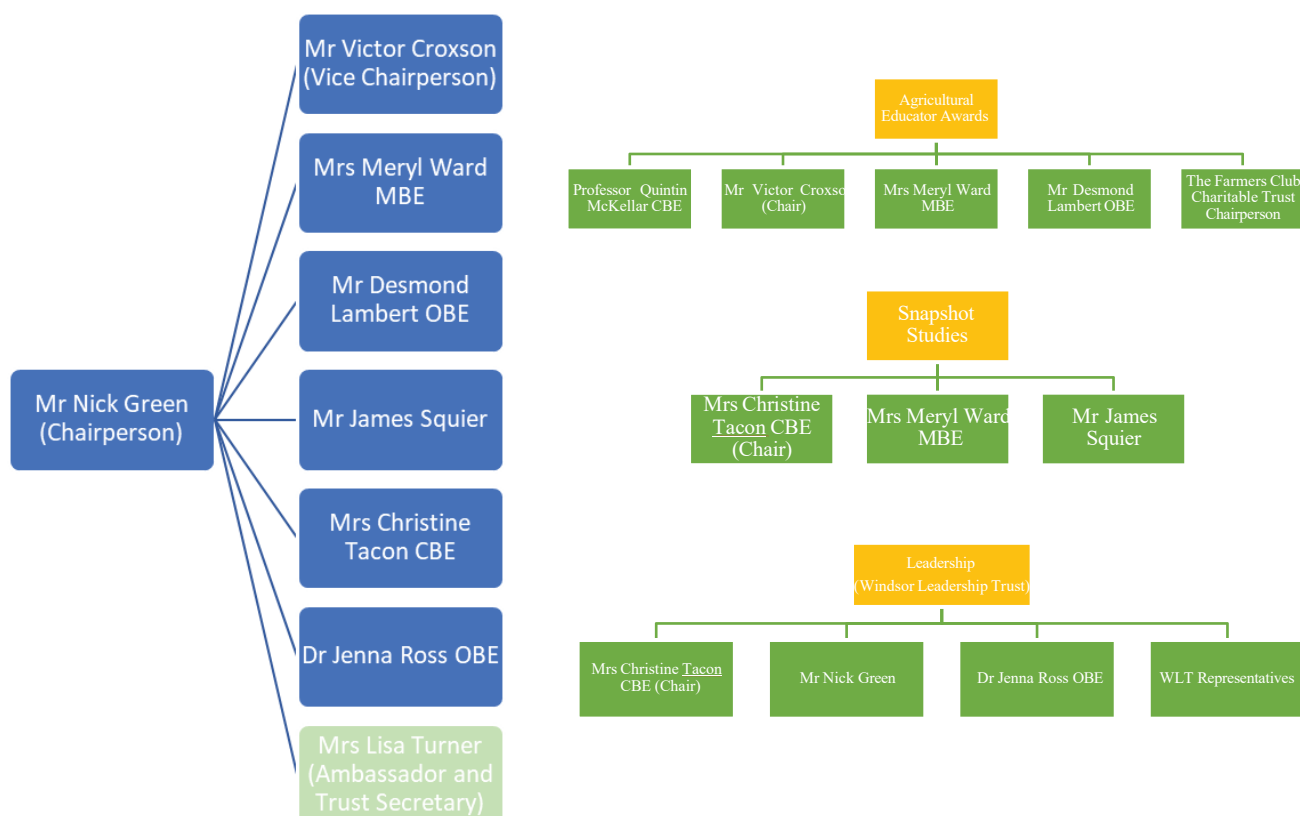 Mr Nick Green
(Chairperson)
Mr Victor Croxson
(Vice Chairperson)
Mrs Meryl Ward
MBE
Mr Desmond
Lambert OBE
Mr James Squier
Mrs Christine
Tacon CBE
Dr Jenna Ross OBE
Mrs Lisa Turner
(Ambassador and
Trust Secretary)
Agricultural
Educator Awards
Professor Quintin
McKellar CBE
Mr Victor Croxso
(Chair)
Mrs Meryl Ward
MBE
Mr Desmond
Lambert OBE
The Farmers Club
Charitable Trust
Chairperson
Snapshot
Studies
Mrs Christine
Tacon CBE
(Chair)
Mrs Meryl Ward
MBE
Mr James
Squier
Leadership
(Windsor Leadership Trust)
Mrs Christine Tacon
CBE (Chair)
Mr Nick Green
Dr Jenna Ross OBE
WLT Representatives